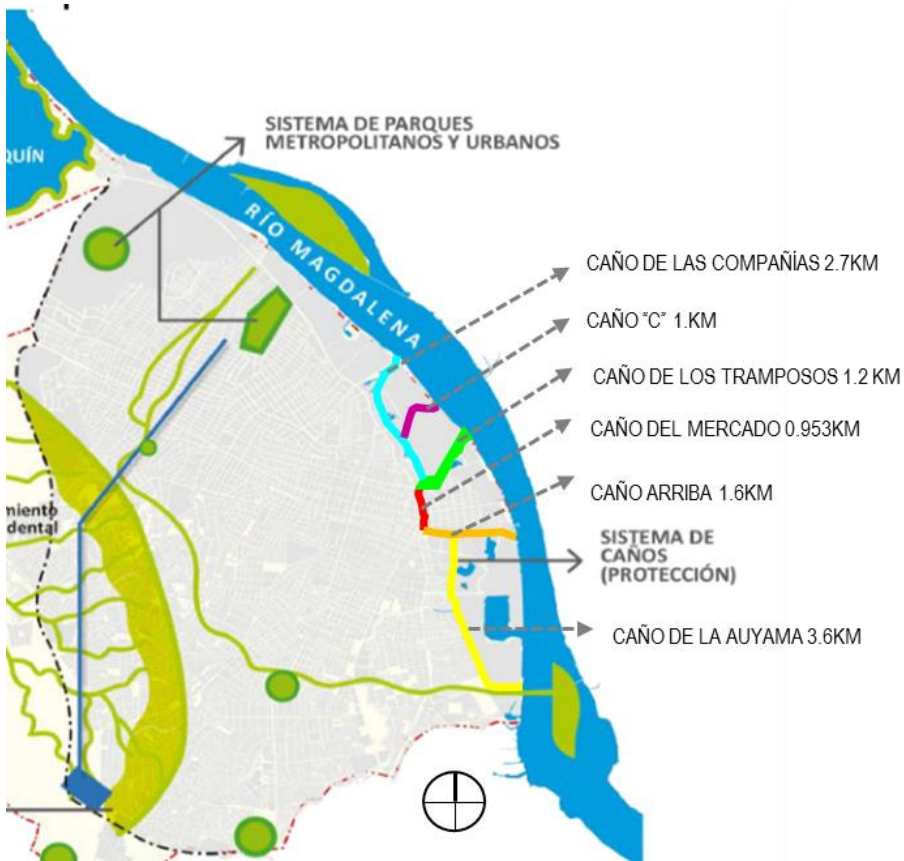 SISTEMA DE PARQUES
METROPOLITANOS Y URBANOS
QUÍN
RÍO MAGDALENA
CAÑO DE LAS COMPAÑÍAS 2.7KM
CAÑO "C" 1.KM
CAÑO DE LOS TRAMPOSOS 1.2 KM
CAÑO DEL MERCADO 0.953KM
CAÑO ARRIBA 1.6KM
miento
dental
SISTEMA DE
CAÑOS
(PROTECCIÓN)
CAÑO DE LA AUYAMA 3.6KM